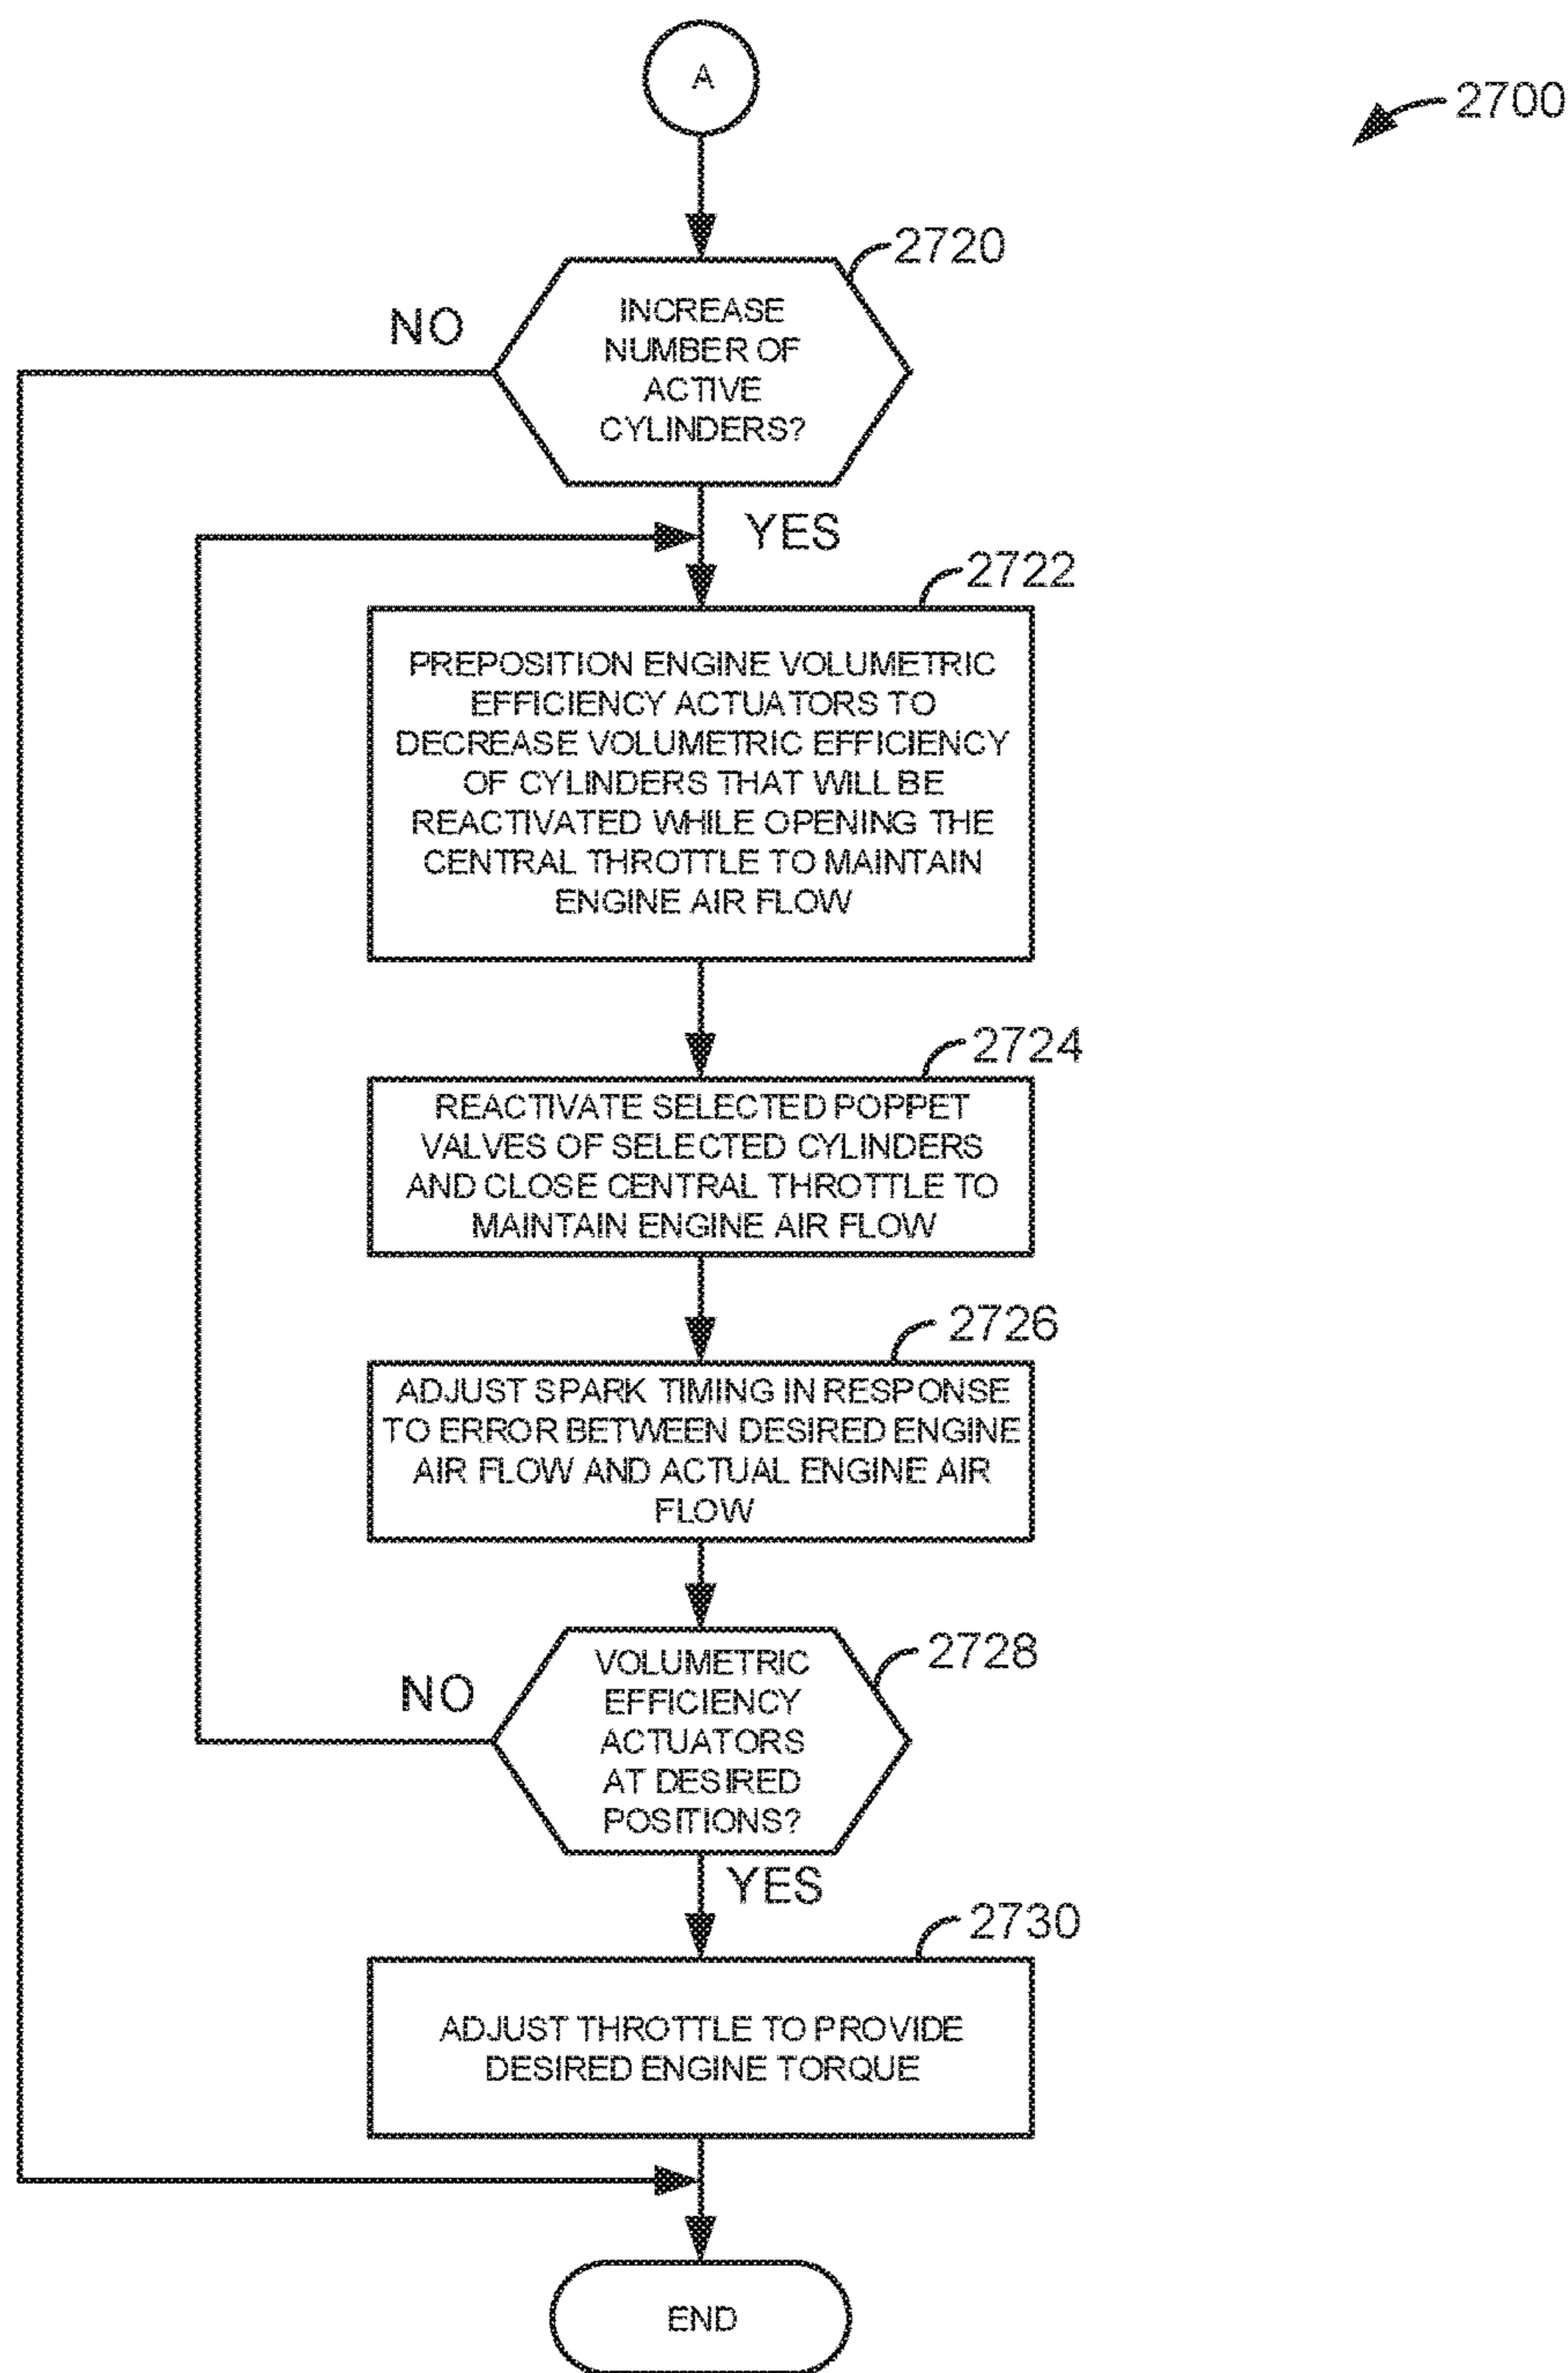 A
2700
2720
NO
INCREASE
NUMBER OF
ACTIVE
CYLINDERS?
YES
2722
PREPOSITION ENGINE VOLUMETRIC
EFFICIENCY ACTUATORS TO
DECREASE VOLUMETRIC EFFICIENCY
OF CYLINDERS THAT WILL BE
REACTIVATED WHILE OPENING THE
CENTRAL THROTTLE TO MAINTAIN
ENGINE AIR FLOW
2724
REACTIVATE SELECTED POPPET
VALVES OF SELECTED CYLINDERS
AND CLOSE CENTRAL THROTTLE TO
MAINTAIN ENGINE AIR FLOW
2726
ADJUST SPARK TIMING IN RESPONSE
TO ERROR BETWEEN DESIRED ENGINE
AIR FLOW AND ACTUAL ENGINE AIR
FLOW
2728
NO
VOLUMETRIC
EFFICIENCY
ACTUATORS
AT DESIRED
POSITIONS?
YES
2730
ADJUST THROTTLE TO PROVIDE
DESIRED ENGINE TORQUE
END